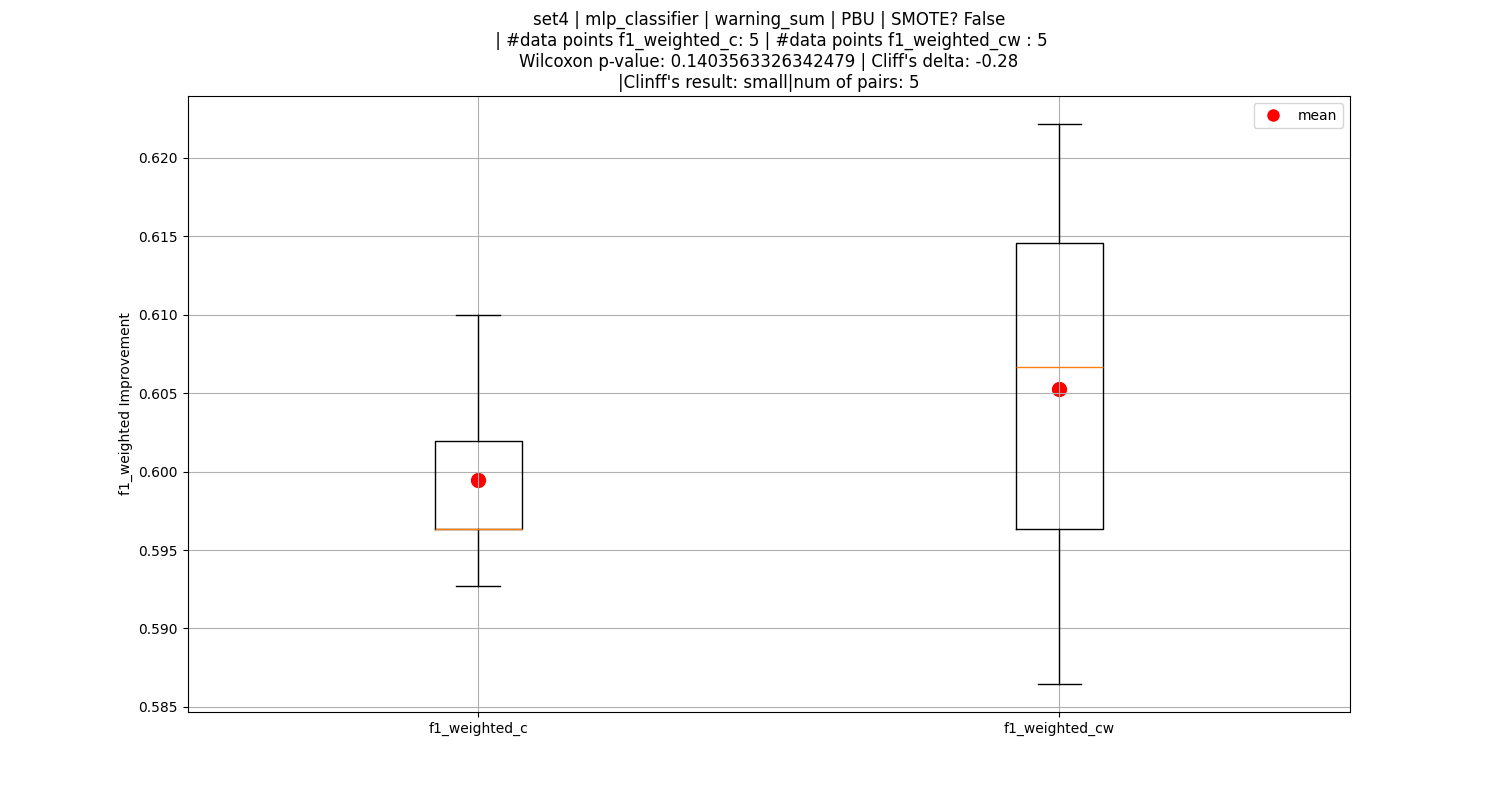 set4 | mlp_classifier | warning_sum | PBU | SMOTE? False
| #data points f1_weighted_c: 5 | #data points f1_weighted_cw : 5
Wilcoxon p-value: 0.1403563326342479 | Cliff's delta: -0.28
|Clinff's result: small|num of pairs: 5
mean
f1_weighted Improvement
0.620
0.615
0.610
0.605
0.600
0.595
0.590
0.585
f1_weighted_c
f1_weighted_cw